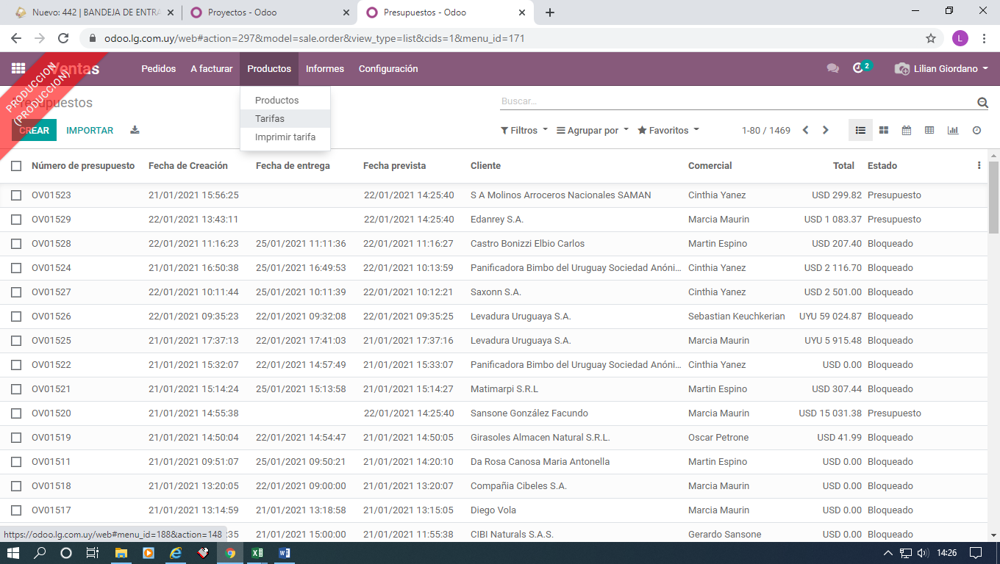 Nuevo: 442 | BANDEJA DE ENTRA
Proyectos - Odoo
Presupuestos - Odoo
odoo.lg.com.uy/web#action=297&model=sale.order&view_type=list&cids=1&menu_id=171
L
PRODUCCION
(PRODUCCION)
Ventas
Pedidos A facturar Productos Informes Configuración
2
Lilian Giordano
Presupuestos
Buscar...
Productos
Tarifas
Imprimir tarifa
CREAR IMPORTAR
Filtros Agrupar por Favoritos
1-80 / 1469
Número de presupuesto Fecha de Creación Fecha de entrega Fecha prevista Cliente Comercial Total Estado
OV01523 21/01/2021 15:56:25 22/01/2021 14:25:40 S A Molinos Arroceros Nacionales SAMAN Cinthia Yanez USD 299.82 Presupuesto
OV01529 22/01/2021 13:43:11 22/01/2021 14:25:40 Edanrey S.A. Marcia Maurin USD 1 083.37 Presupuesto
OV01528 22/01/2021 11:16:23 25/01/2021 11:11:36 22/01/2021 11:16:27 Castro Bonizzi Elbio Carlos Martin Espino USD 207.40 Bloqueado
OV01524 21/01/2021 16:50:38 25/01/2021 16:49:53 22/01/2021 10:13:59 Panificadora Bimbo del Uruguay Sociedad Anóni... Cinthia Yanez USD 2 116.70 Bloqueado
OV01527 22/01/2021 10:11:44 25/01/2021 10:11:39 22/01/2021 10:12:21 Saxonn S.A. Cinthia Yanez USD 2 501.00 Bloqueado
OV01526 22/01/2021 09:35:23 22/01/2021 09:32:08 22/01/2021 09:35:25 Levadura Uruguaya S.A. Sebastian Keuchkerian UYU 59 024.87 Bloqueado
OV01525 21/01/2021 17:37:13 22/01/2021 17:41:03 21/01/2021 17:37:16 Levadura Uruguaya S.A. Marcia Maurin UYU 5 915.48 Bloqueado
OV01522 21/01/2021 15:32:07 22/01/2021 14:57:49 21/01/2021 15:33:07 Panificadora Bimbo del Uruguay Sociedad Anóni... Cinthia Yanez USD 0.00 Bloqueado
OV01521 21/01/2021 15:14:24 25/01/2021 15:13:58 21/01/2021 15:14:27 Matimarpi S.R.L Martin Espino USD 307.44 Bloqueado
OV01520 21/01/2021 14:55:38 22/01/2021 14:25:40 Sansone González Facundo Marcia Maurin USD 15 031.38 Presupuesto
OV01519 21/01/2021 14:50:04 22/01/2021 14:54:47 21/01/2021 14:50:05 Girasoles Almacen Natural S.R.L. Oscar Petrone USD 41.99 Bloqueado
OV01511 21/01/2021 09:51:07 25/01/2021 09:50:21 21/01/2021 14:20:10 Da Rosa Canosa Maria Antonella Martin Espino USD 0.00 Bloqueado
OV01518 21/01/2021 13:20:05 22/01/2021 09:00:00 21/01/2021 13:20:07 Compañia Cibeles S.A. Marcia Maurin USD 0.00 Bloqueado
OV01517 21/01/2021 13:14:59 21/01/2021 13:18:58 21/01/2021 13:15:05 Diego Vola Marcia Maurin USD 0.00 Bloqueado
https://odoo.lg.com.uy/web#menu_id=188&action=148 :35 21/01/2021 15:00:00 21/01/2021 11:55:38 CIBI Naturals S.A.S. Gerardo Sansone USD 0.00 Bloqueado
14:26